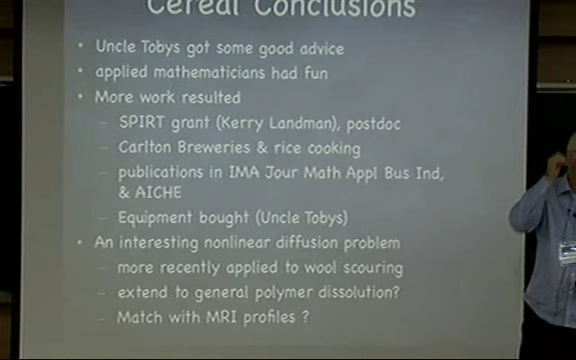 Cereal Conclusions
• Uncle Tobys got some good advice
• applied mathematicians had fun
• More work resulted
– SPIRT grant (Kerry Landman), postdoc
– Carlton Breweries & rice cooking
– publications in IMA Jour Math Appl Bus Ind,
& AICHE
– Equipment bought (Uncle Tobys)
• An interesting nonlinear diffusion problem
– more recently applied to wool scouring
– extend to general polymer dissolution?
– Match with MRI profiles ?